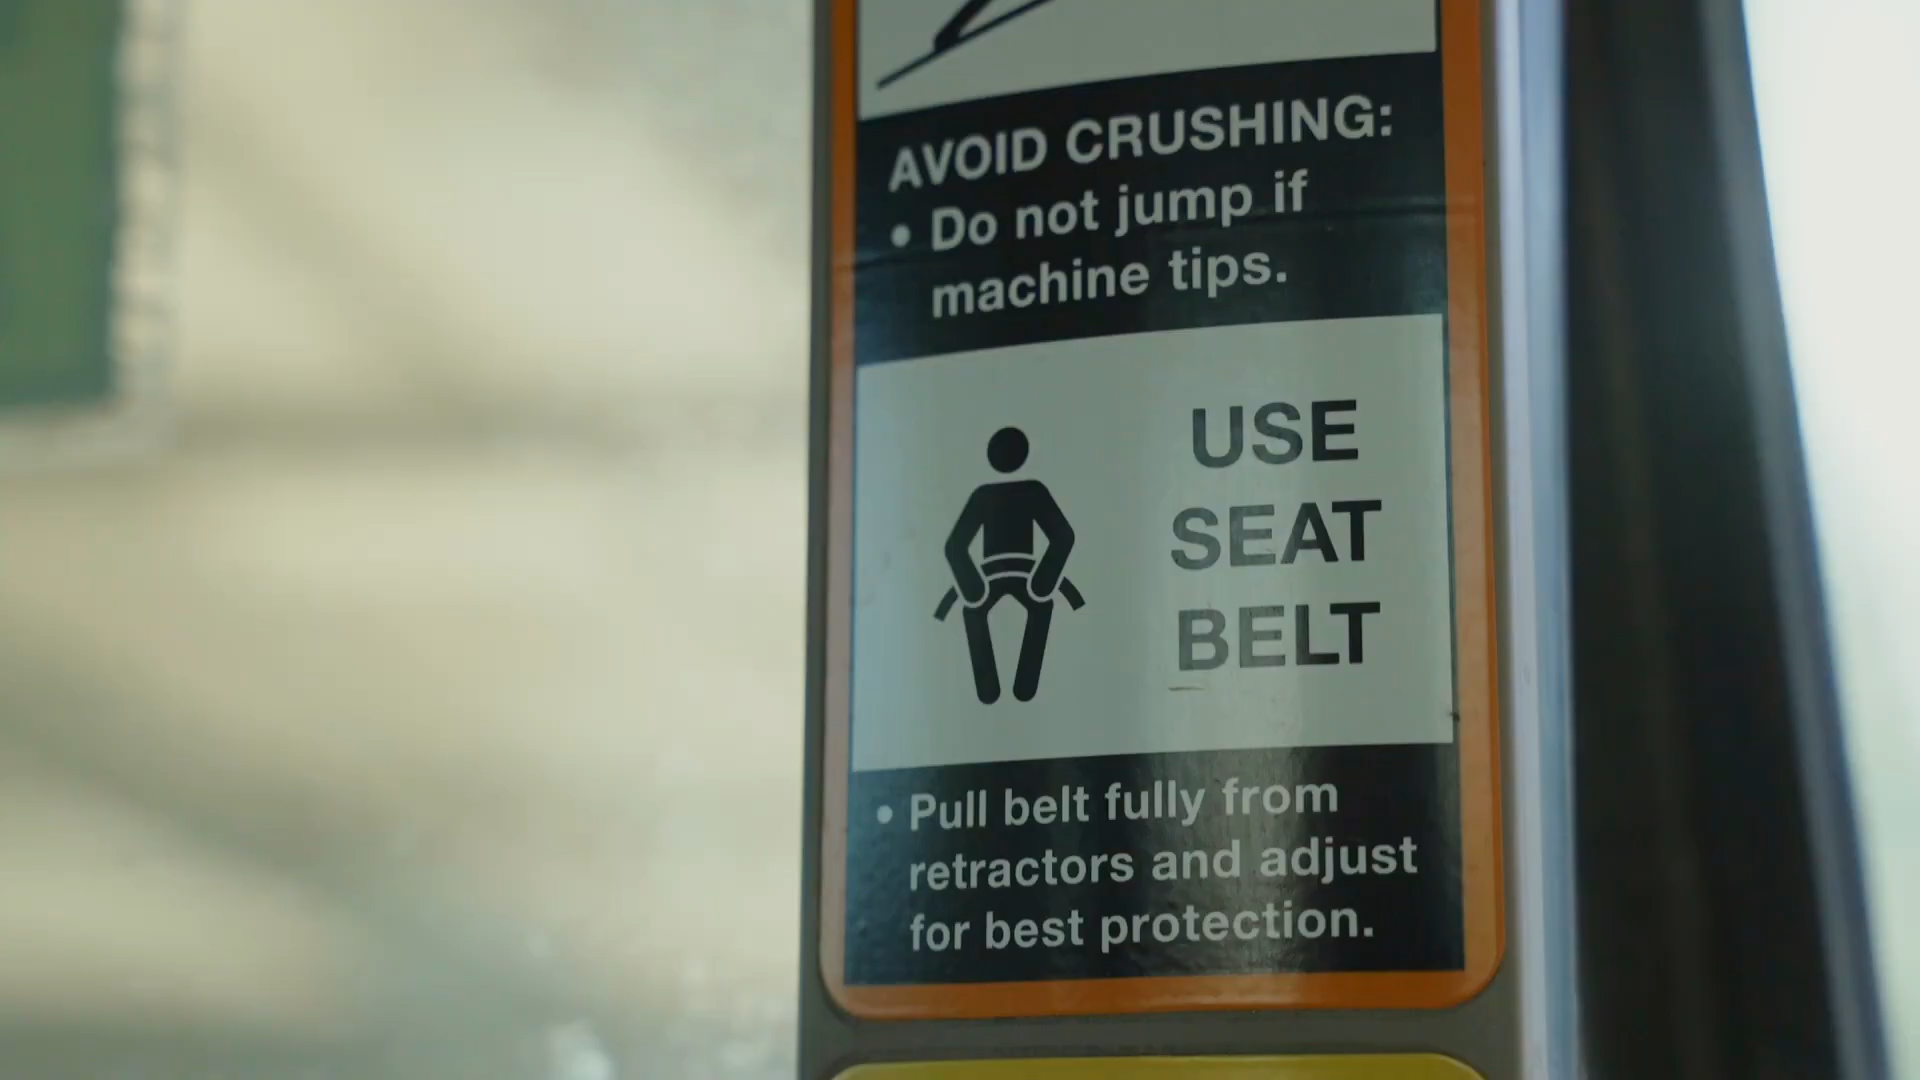 AVOID CRUSHING:
• Do not jump if
machine tips.
USE
SEAT
BELT
• Pull belt fully from
retractors and adjust
for best protection.